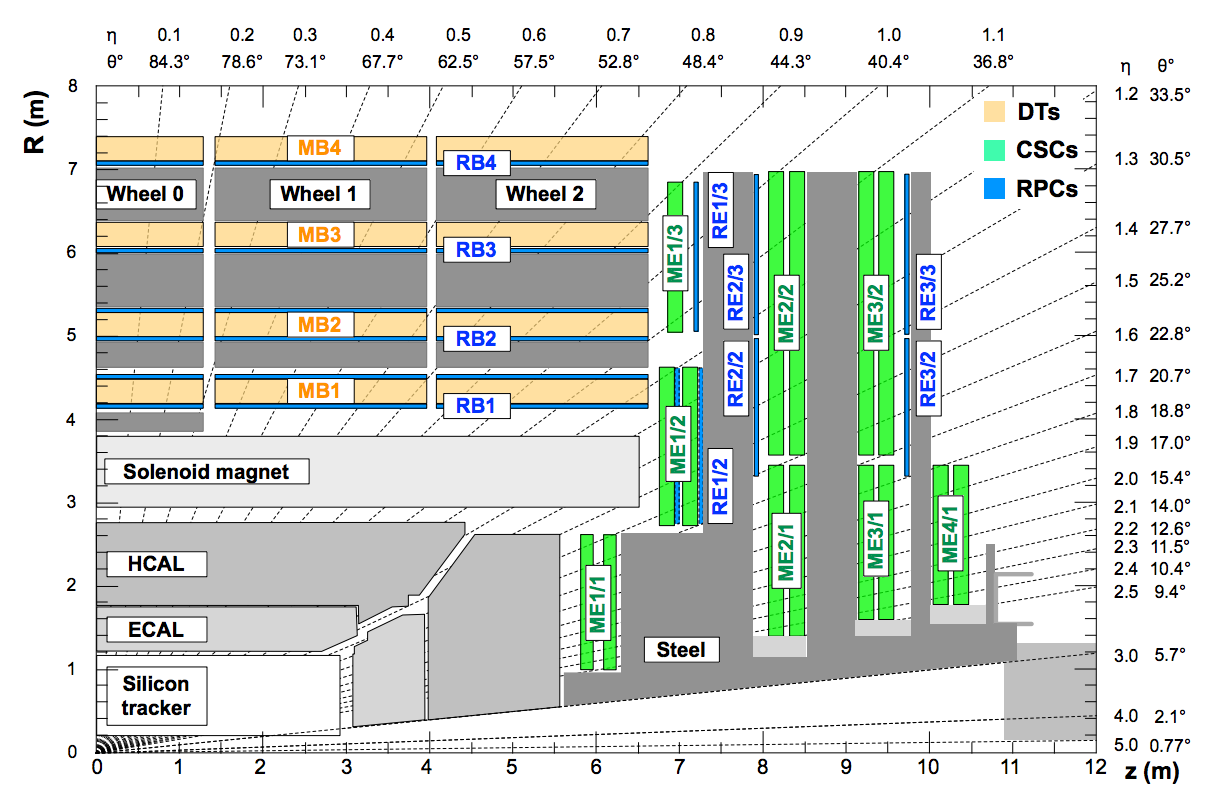 η 0.1 0.2 0.3 0.4 0.5 0.6 0.7 0.8 0.9 1.0 1.1
θ° 84.3° 78.6° 73.1° 67.7° 62.5° 57.5° 52.8° 48.4° 44.3° 40.4° 36.8° η θ°
8
R (m)
1.2 33.5°
DTs
CSCs
RPCs
MB4
RB4
7
1.3 30.5°
Wheel 0 Wheel 1 Wheel 2
RE1/3
MB3
RB3
6
1.4 27.7°
ME1/3
RE2/3
ME2/2
ME3/2
RE3/3
1.5 25.2°
MB2
RB2
5
1.6 22.8°
RE2/2
RE3/2
1.7 20.7°
MB1
RB1
4
1.8 18.8°
ME1/2
1.9 17.0°
Solenoid magnet
RE1/2
2.0 15.4°
3
2.1 14.0°
2.2 12.6°
2.3 11.5°
2.4 10.4°
2.5 9.4°
ME2/1
ME3/1
ME4/1
HCAL
2
ME1/1
ECAL
Steel
1
3.0 5.7°
Silicon
tracker
4.0 2.1°
0
5.0 0.77°
0 1 2 3 4 5 6 7 8 9 10 11 12
z (m)